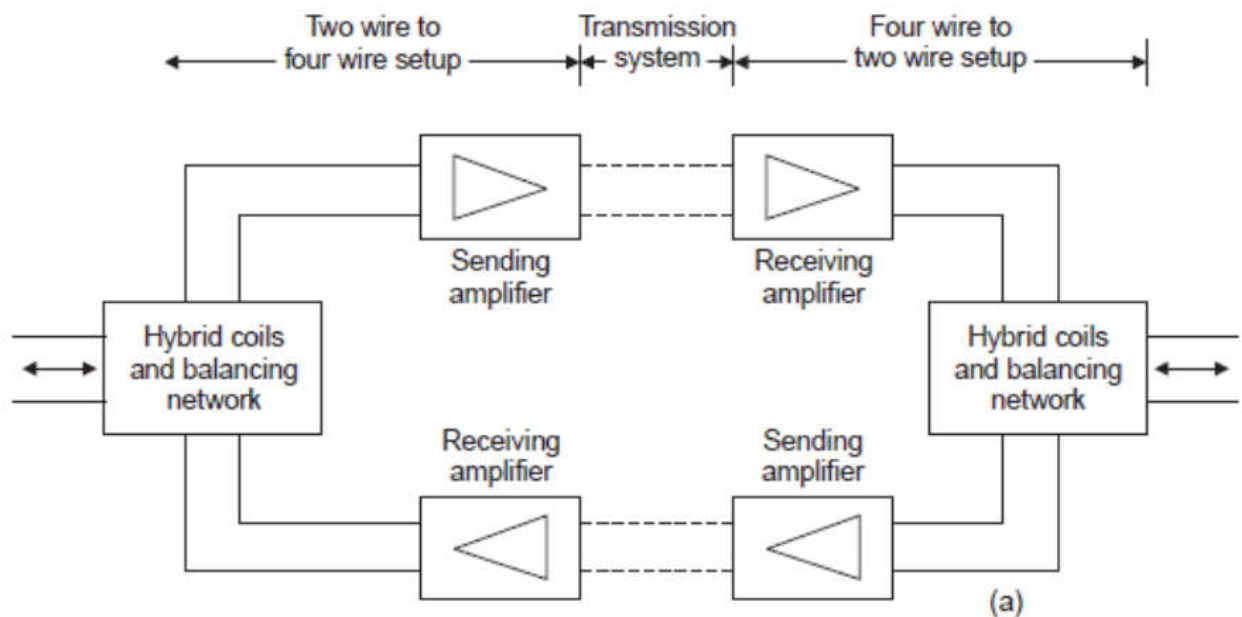 Two wire to
four wire setup
Transmission
system
Four wire to
two wire setup
Sending
amplifier
Receiving
amplifier
Hybrid coils
and balancing
network
Hybrid coils
and balancing
network
Receiving
amplifier
Sending
amplifier
(a)